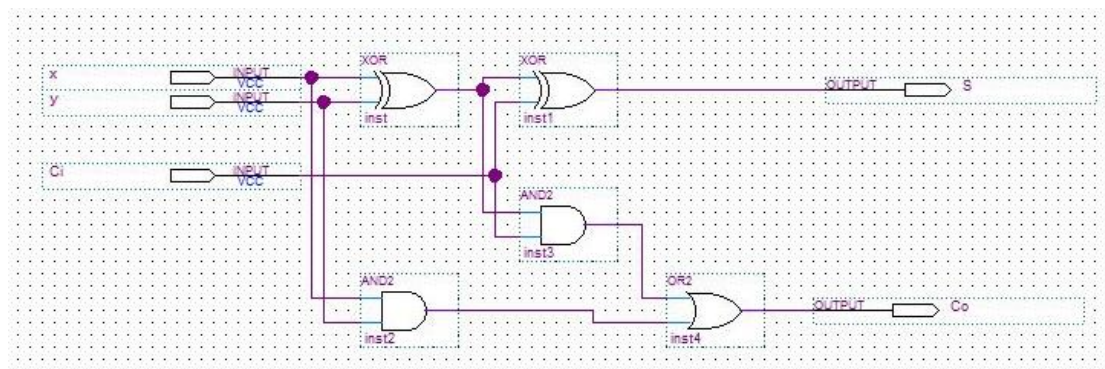 XOR
XOR
x
INPUT
VCC
OUTPUT
S
y
INPUT
VCC
inst
inst1
Ci
INPUT
VCC
AND2
inst3
AND2
OR2
OUTPUT
Co
inst2
inst4